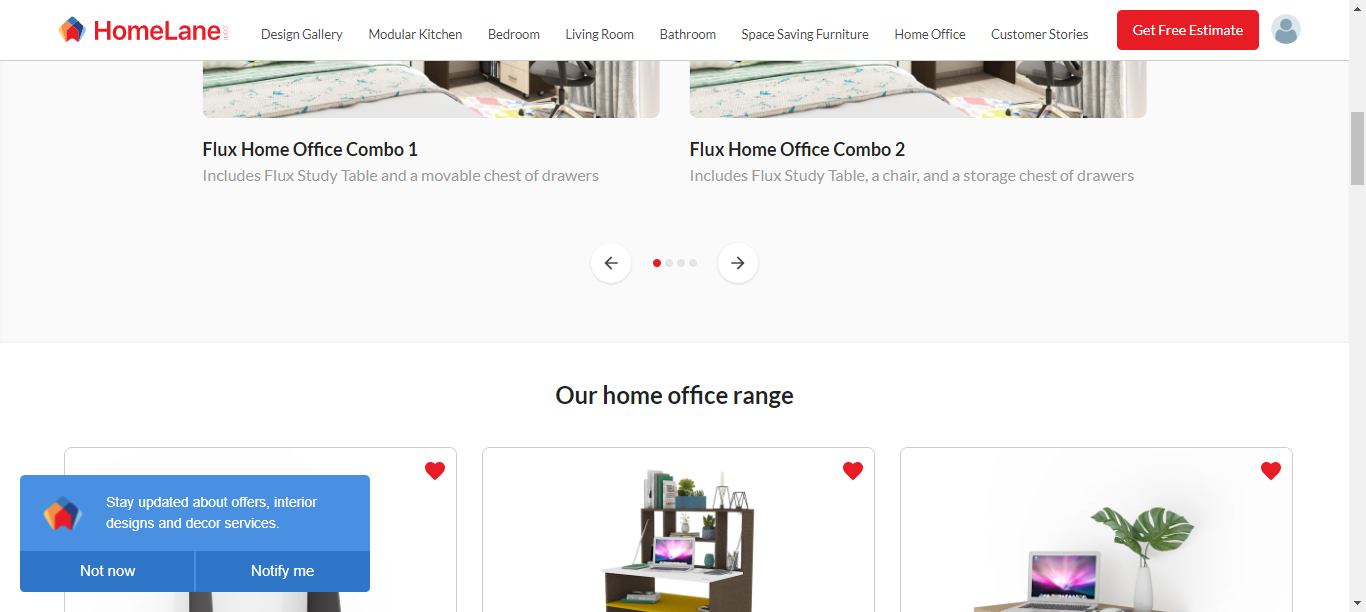 HomeLane
Design Gallery
Modular Kitchen
Bedroom
Living Room
Bathroom
Space Saving Furniture
Home Office
Customer Stories
Get Free Estimate
Flux Home Office Combo 1
Includes Flux Study Table and a movable chest of drawers
Flux Home Office Combo 2
Includes Flux Study Table, a chair, and a storage chest of drawers
Our home office range
Stay updated about offers, interior
designs and decor services.
Not now
Notify me